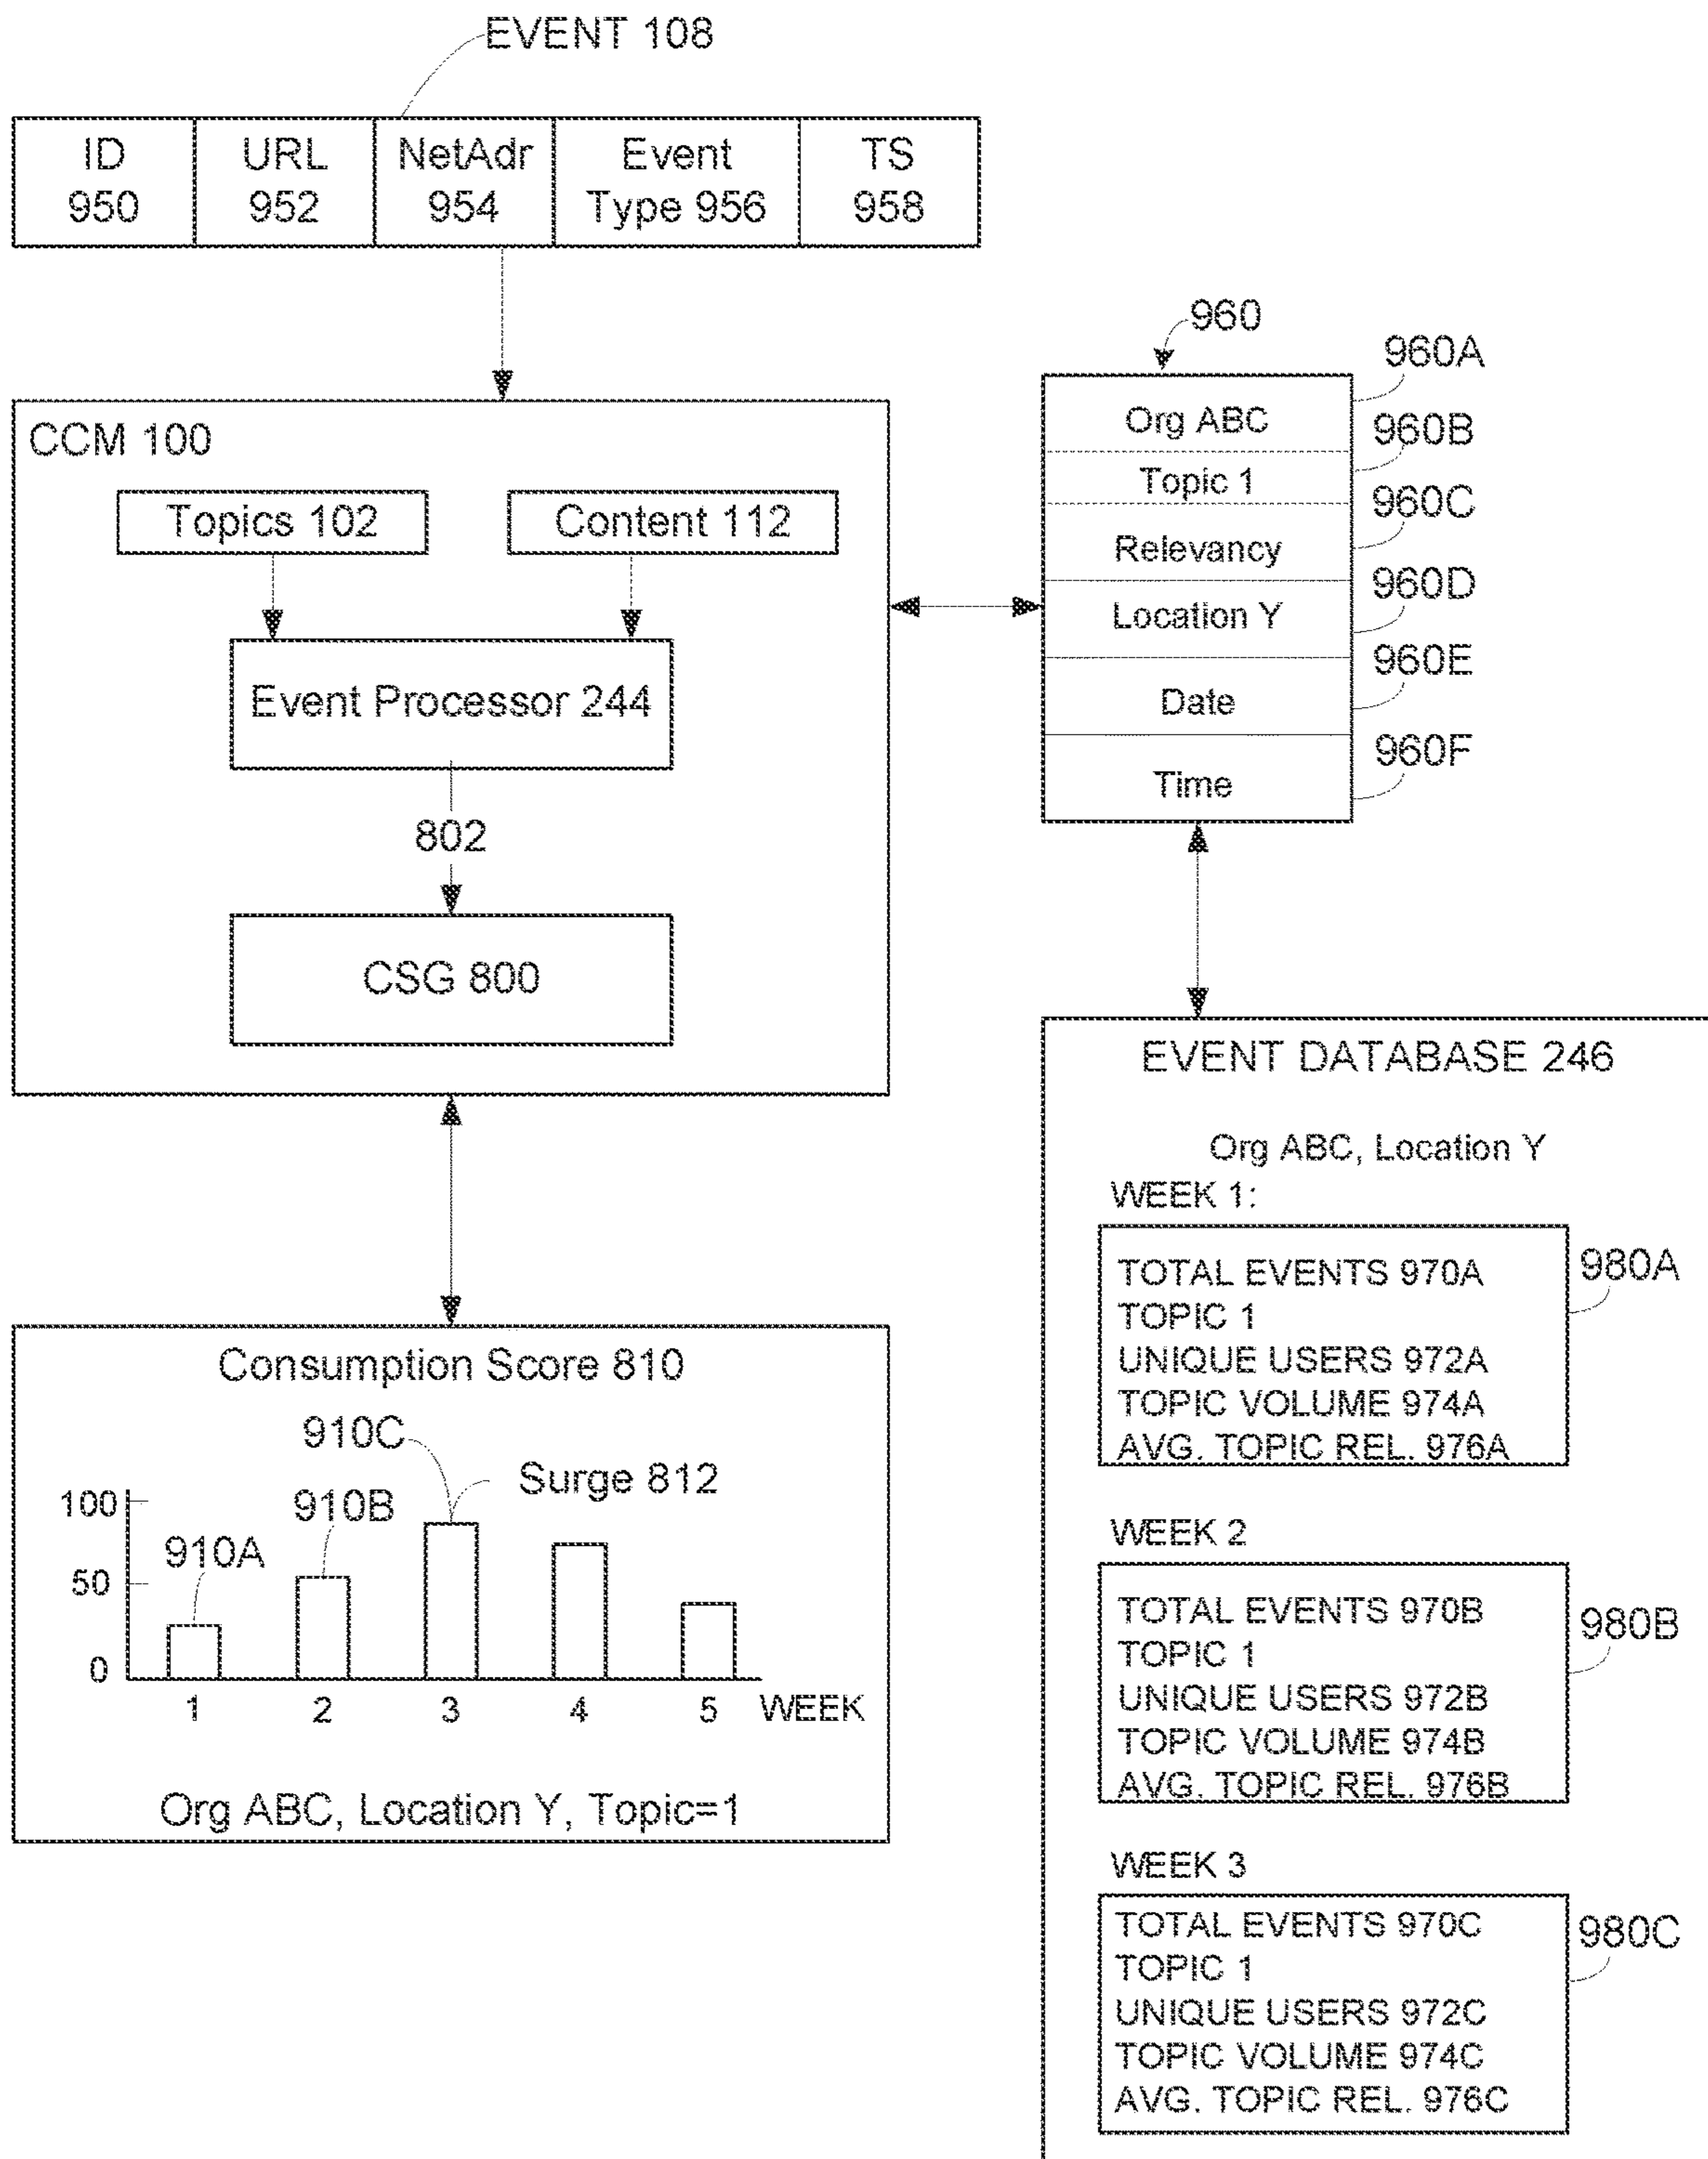 EVENT 108
ID
950
URL
952
NetAdr
954
Event
Type 956
TS
958
CCM 100
Topics 102
Content 112
Event Processor 244
802
CSG 800
960
Org ABC
960A
Topic 1
960B
Relevancy
960C
Location Y
960D
Date
960E
Time
960F
Consumption Score 810
910C
Surge 812
910B
910A
100
50
0
1 2 3 4 5 WEEK
Org ABC, Location Y, Topic=1
EVENT DATABASE 246
Org ABC, Location Y
WEEK 1:
TOTAL EVENTS 970A
TOPIC 1
UNIQUE USERS 972A
TOPIC VOLUME 974A
AVG. TOPIC REL. 976A
980A
WEEK 2
TOTAL EVENTS 970B
TOPIC 1
UNIQUE USERS 972B
TOPIC VOLUME 974B
AVG. TOPIC REL. 976B
980B
WEEK 3
TOTAL EVENTS 970C
TOPIC 1
UNIQUE USERS 972C
TOPIC VOLUME 974C
AVG. TOPIC REL. 976C
980C